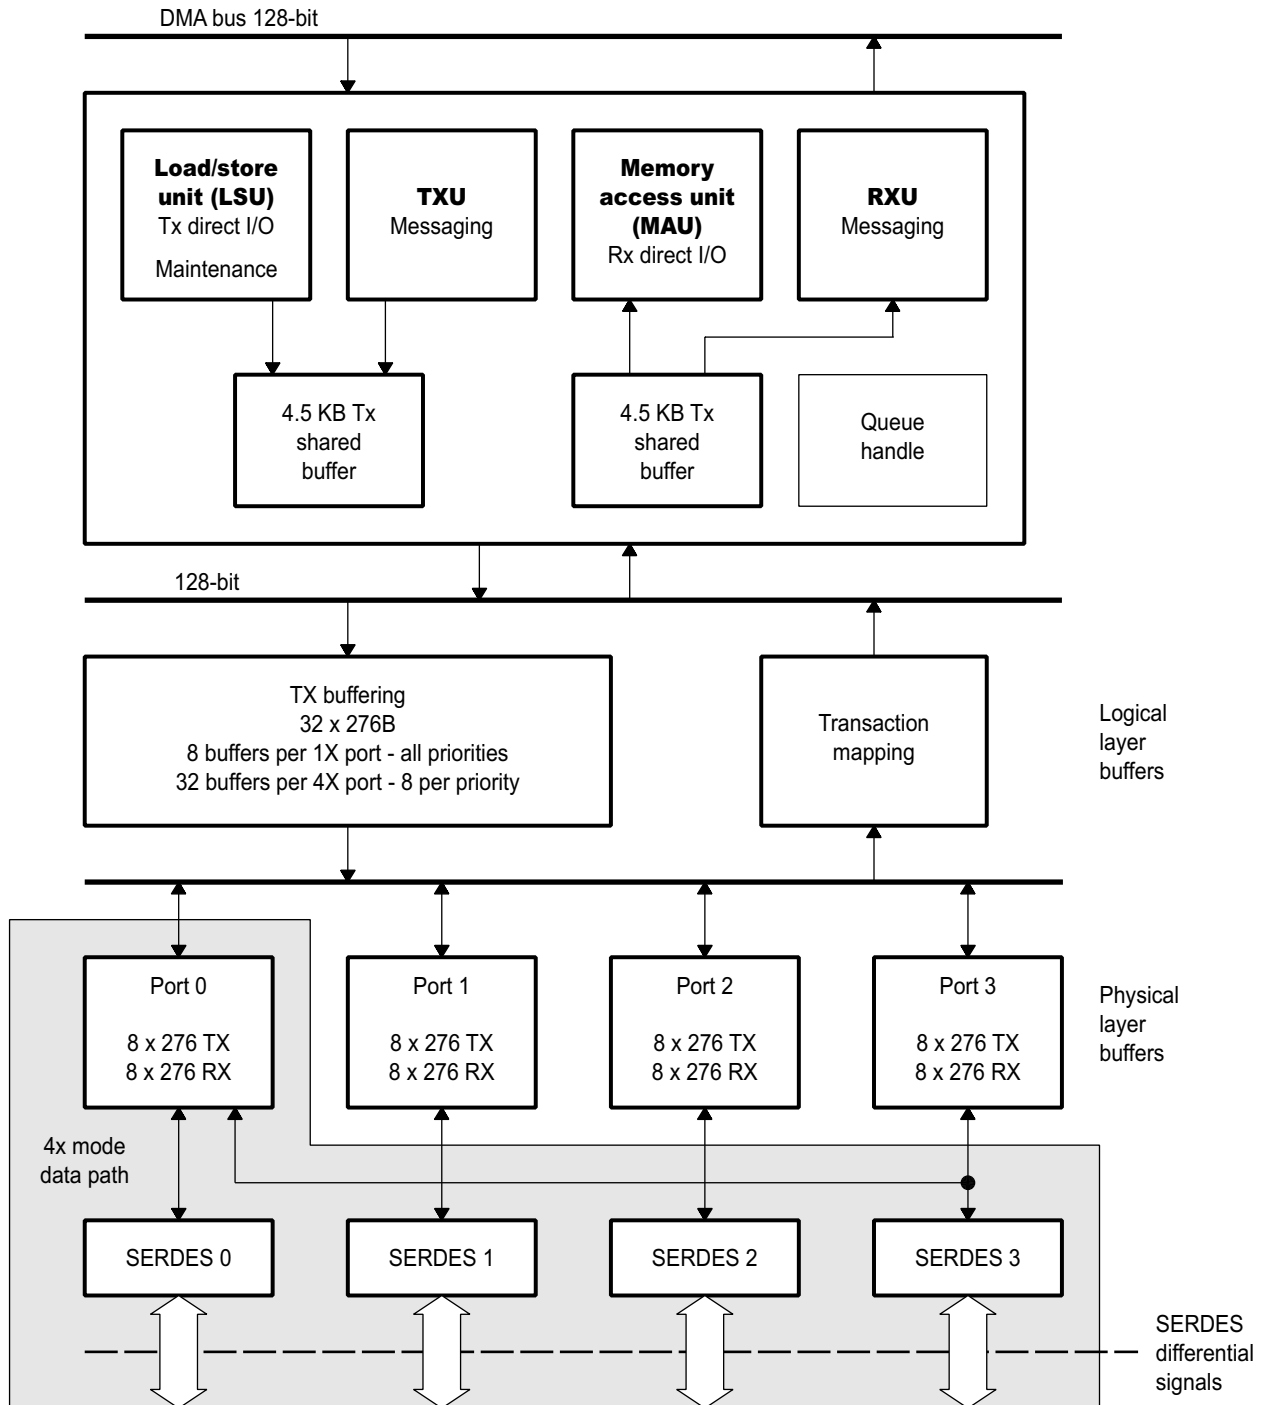 DMA bus 128-bit
Load/store
unit (LSU)
Tx direct I/O
Maintenance
TXU
Messaging
Memory
access unit
(MAU)
Rx direct I/O
RXU
Messaging
4.5 KB Tx
shared
buffer
4.5 KB Tx
shared
buffer
Queue
handle
128-bit
TX buffering
32 x 276B
8 buffers per 1X port - all priorities
32 buffers per 4X port - 8 per priority
Transaction
mapping
Logical
layer
buffers
Port 0
8 x 276 TX
8 x 276 RX
Port 1
8 x 276 TX
8 x 276 RX
Port 2
8 x 276 TX
8 x 276 RX
Port 3
8 x 276 TX
8 x 276 RX
Physical
layer
buffers
4x mode
data path
SERDES 0
SERDES 1
SERDES 2
SERDES 3
SERDES
differential
signals